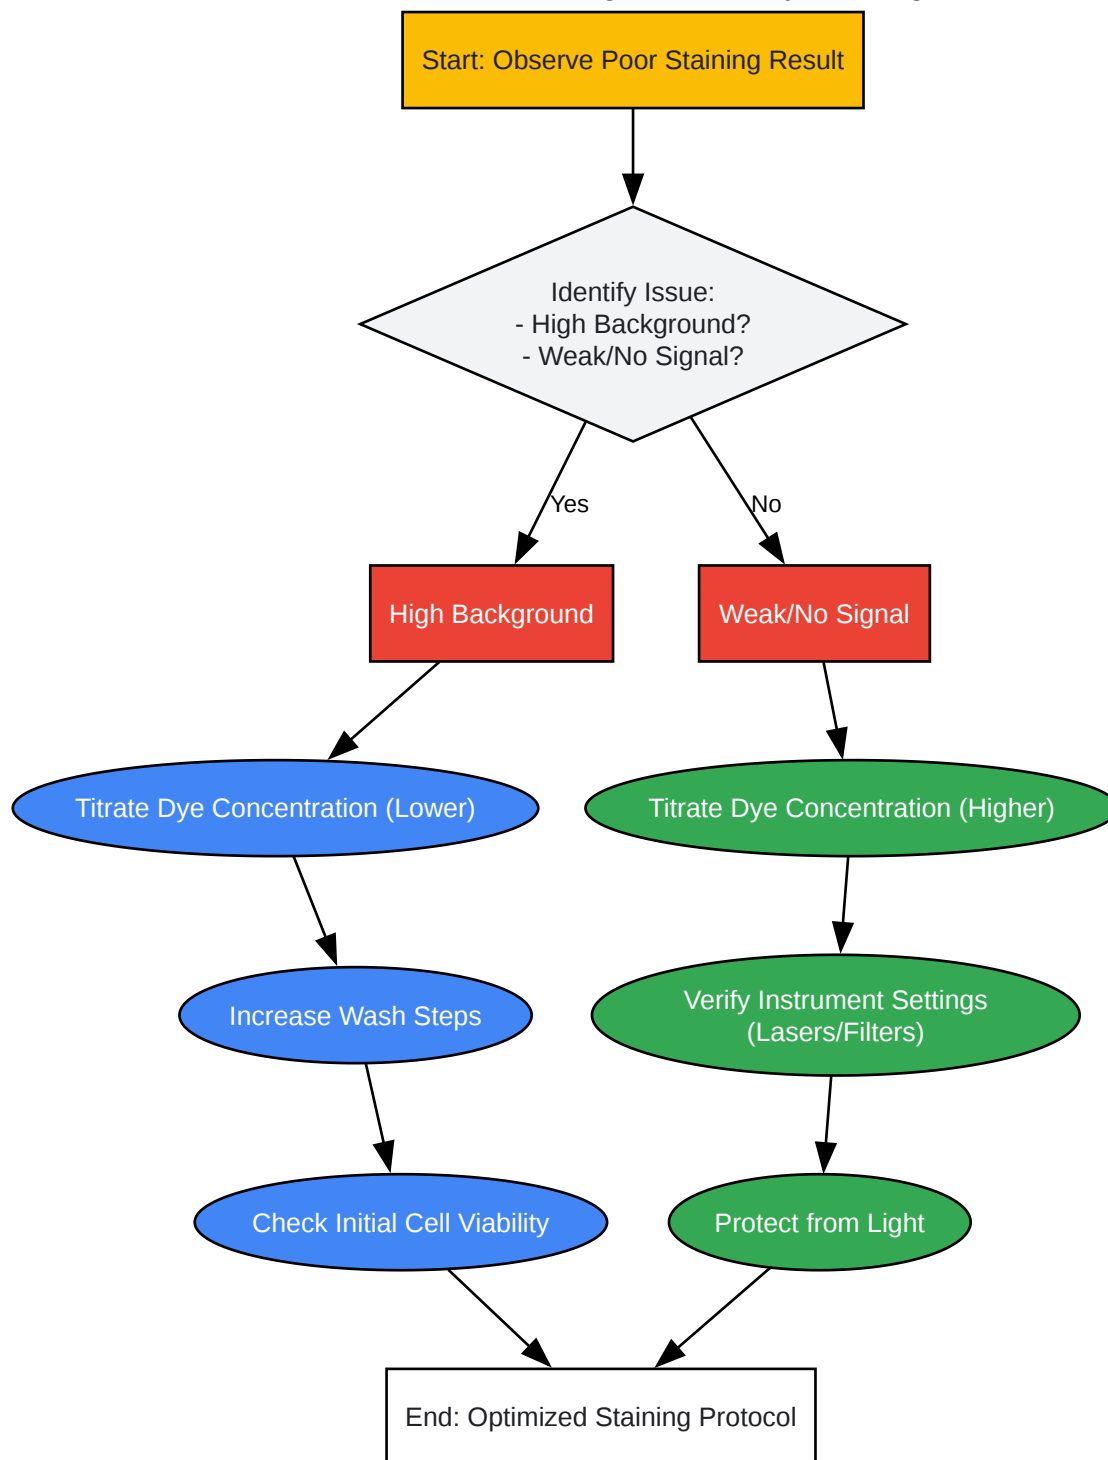 Start: Observe Poor Staining Result
Identify Issue:
- High Background?
- Weak/No Signal?
Yes
No
High Background
Weak/No Signal
Titrate Dye Concentration (Lower)
Titrate Dye Concentration (Higher)
Increase Wash Steps
Verify Instrument Settings
(Lasers/Filters)
Check Initial Cell Viability
Protect from Light
End: Optimized Staining Protocol